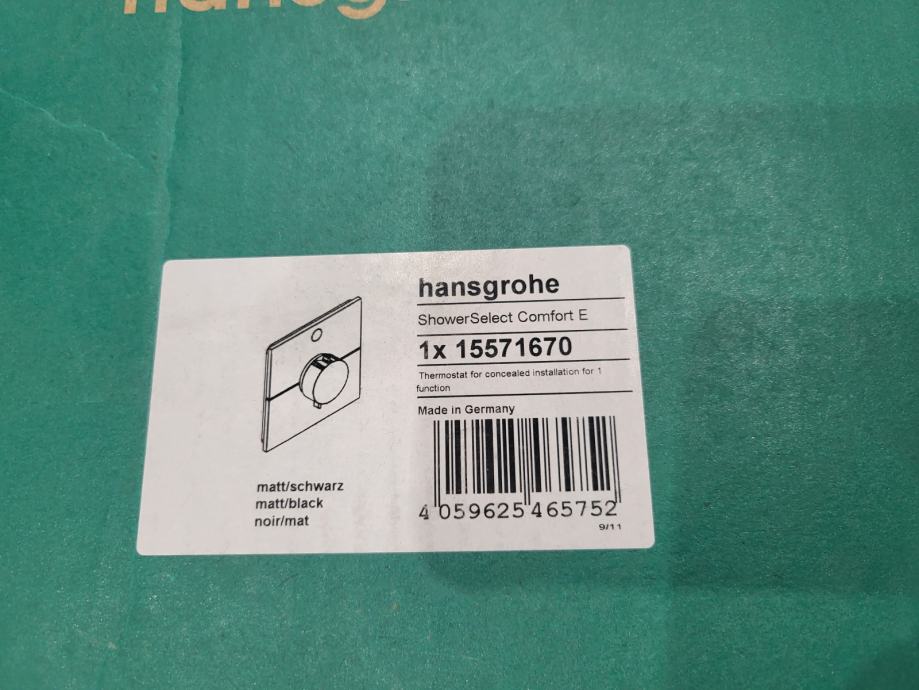 hansg
hansgrohe
ShowerSelect Comfort E
1x 15571670
Thermostat for concealed installation for 1
function
Made in Germany
matt/schwarz
matt/black
noir/mat
4 059625 465752
9/11